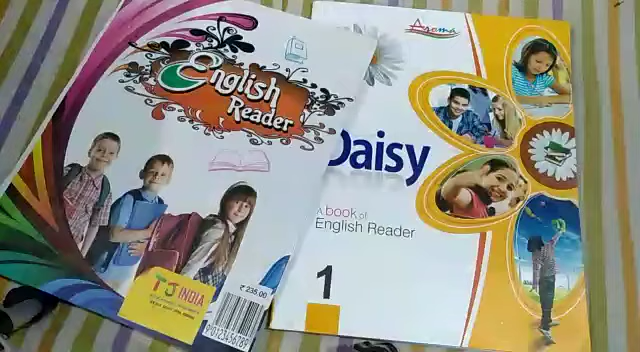 English
Reader
TJ INDIA
₹ 235.00
Asoma
Daisy
A book of
English Reader
1